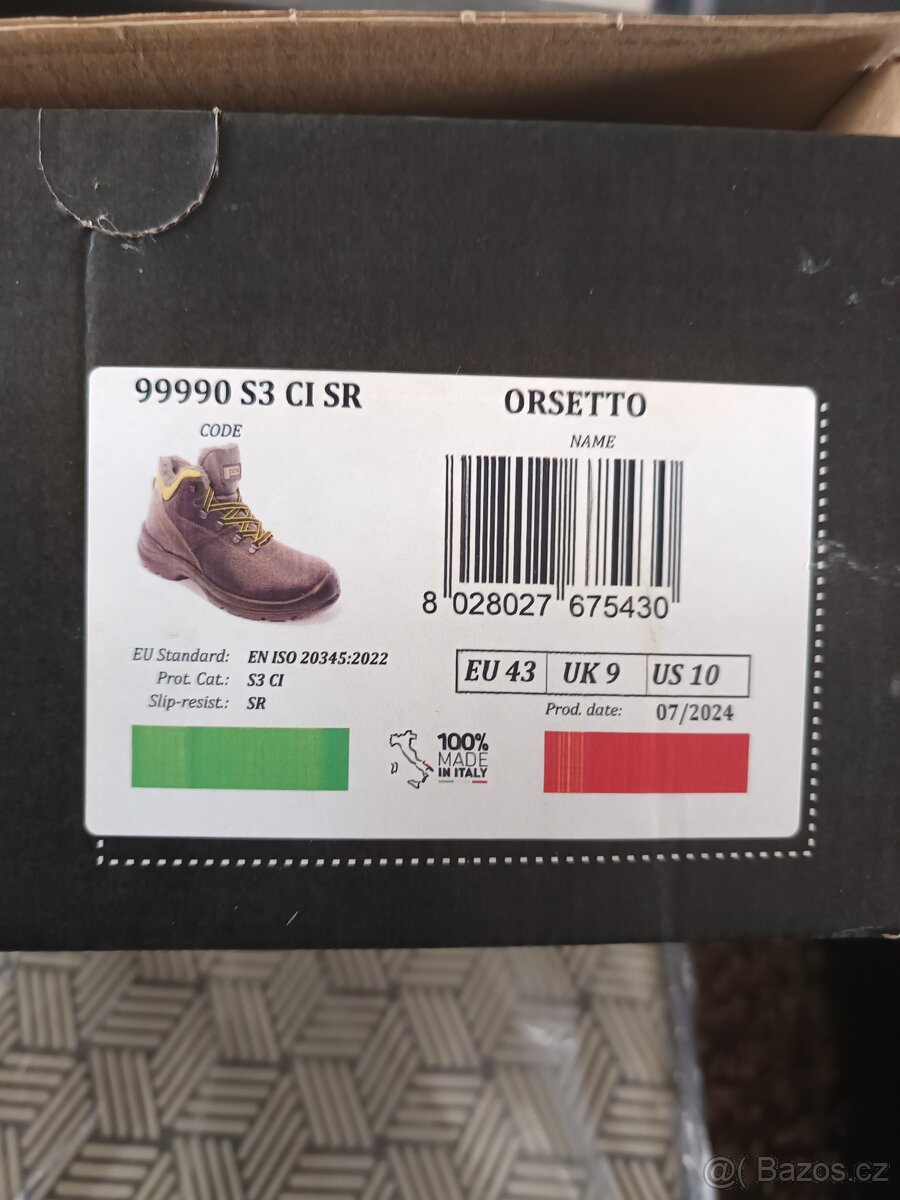 99990 S3 CI SR
CODE
ORSETTO
NAME
8 028027 675430
EU Standard: EN ISO 20345:2022
Prot. Cat.: S3 CI
Slip-resist.: SR
EU 43 UK 9 US 10
Prod. date: 07/2024
100%
MADE
IN ITALY
@( Bazos.cz